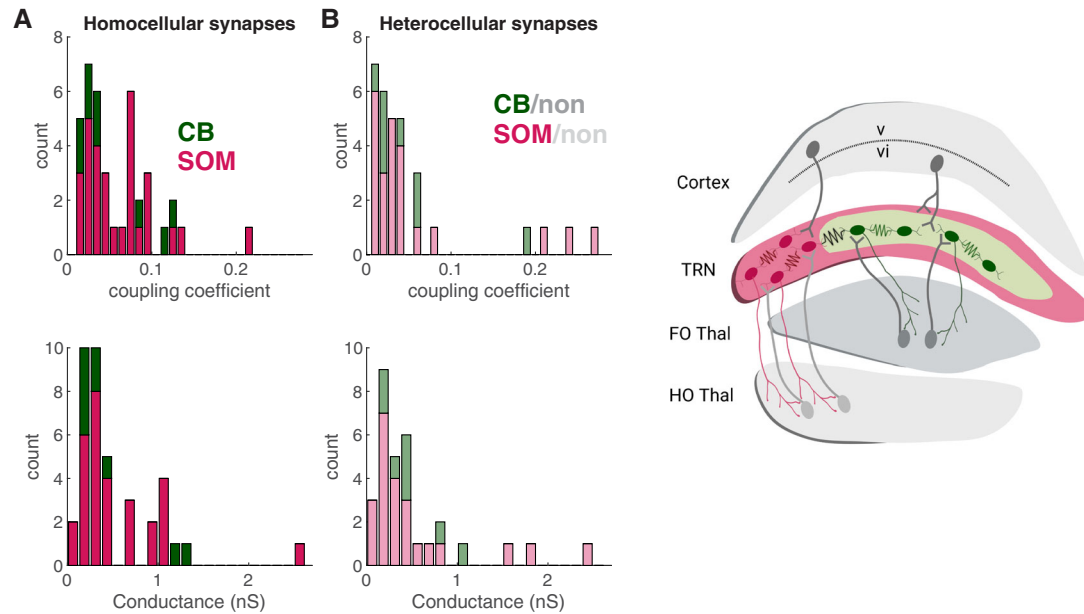 A
Homocellular synapses
8
6
4
2
0
count
CB
SOM
0
0.1
0.2
coupling coefficient
B
Heterocellular synapses
8
6
4
2
0
count
CB/non
SOM/non
0
0.1
0.2
coupling coefficient
10
8
6
4
2
0
count
0
1
2
Conductance (nS)
10
8
6
4
2
0
count
0
1
2
Conductance (nS)
v
vi
Cortex
TRN
FO Thal
HO Thal